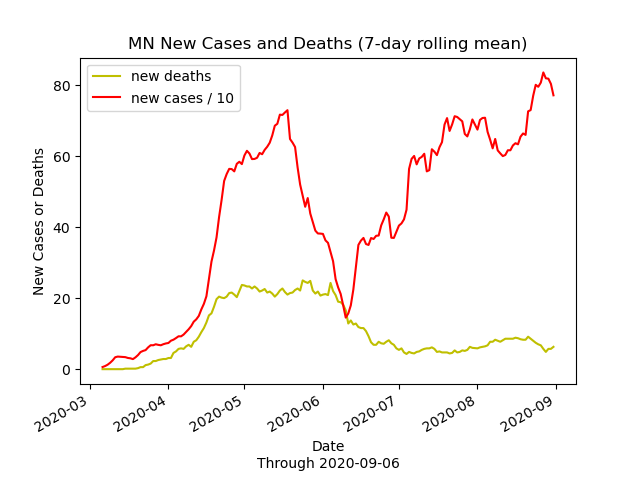 MN New Cases and Deaths (7-day rolling mean)
new deaths
new cases / 10
New Cases or Deaths
80
60
40
20
0
2020-03
2020-04
2020-05
2020-06
2020-07
2020-08
2020-09
Date
Through 2020-09-06